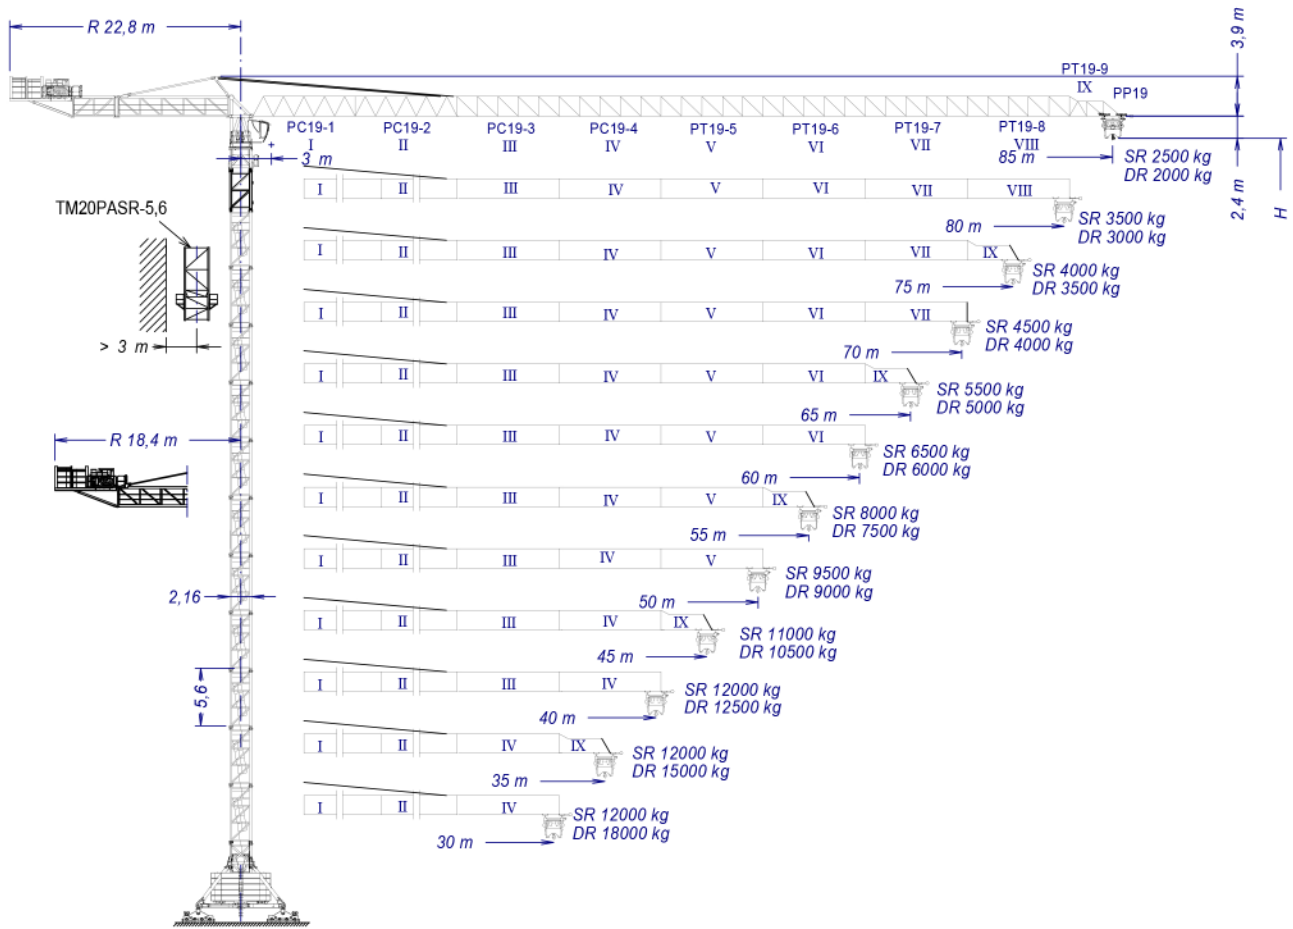 R 22,8 m
3,9 m
PT19-9
IX
PP19
PC19-1 PC19-2 PC19-3 PC19-4 PT19-5 PT19-6 PT19-7 PT19-8
I II III IV V VI VII VIII
+
3 m
85 m
SR 2500 kg
DR 2000 kg
2,4 m
H
I II III IV V VI VII VIII
80 m
SR 3500 kg
DR 3000 kg
TM20PASR-5,6
I II III IV V VI VII IX
75 m
SR 4000 kg
DR 3500 kg
I II III IV V VI VII
> 3 m
70 m
SR 4500 kg
DR 4000 kg
I II III IV V VI IX
65 m
SR 5500 kg
DR 5000 kg
R 18,4 m
I II III IV V VI
60 m
SR 6500 kg
DR 6000 kg
I II III IV V IX
55 m
SR 8000 kg
DR 7500 kg
I II III IV V
50 m
SR 9500 kg
DR 9000 kg
2,16
I II III IV IX
45 m
SR 11000 kg
DR 10500 kg
5,6
I II III IV
40 m
SR 12000 kg
DR 12500 kg
I II IV IX
35 m
SR 12000 kg
DR 15000 kg
I II IV
30 m
SR 12000 kg
DR 18000 kg